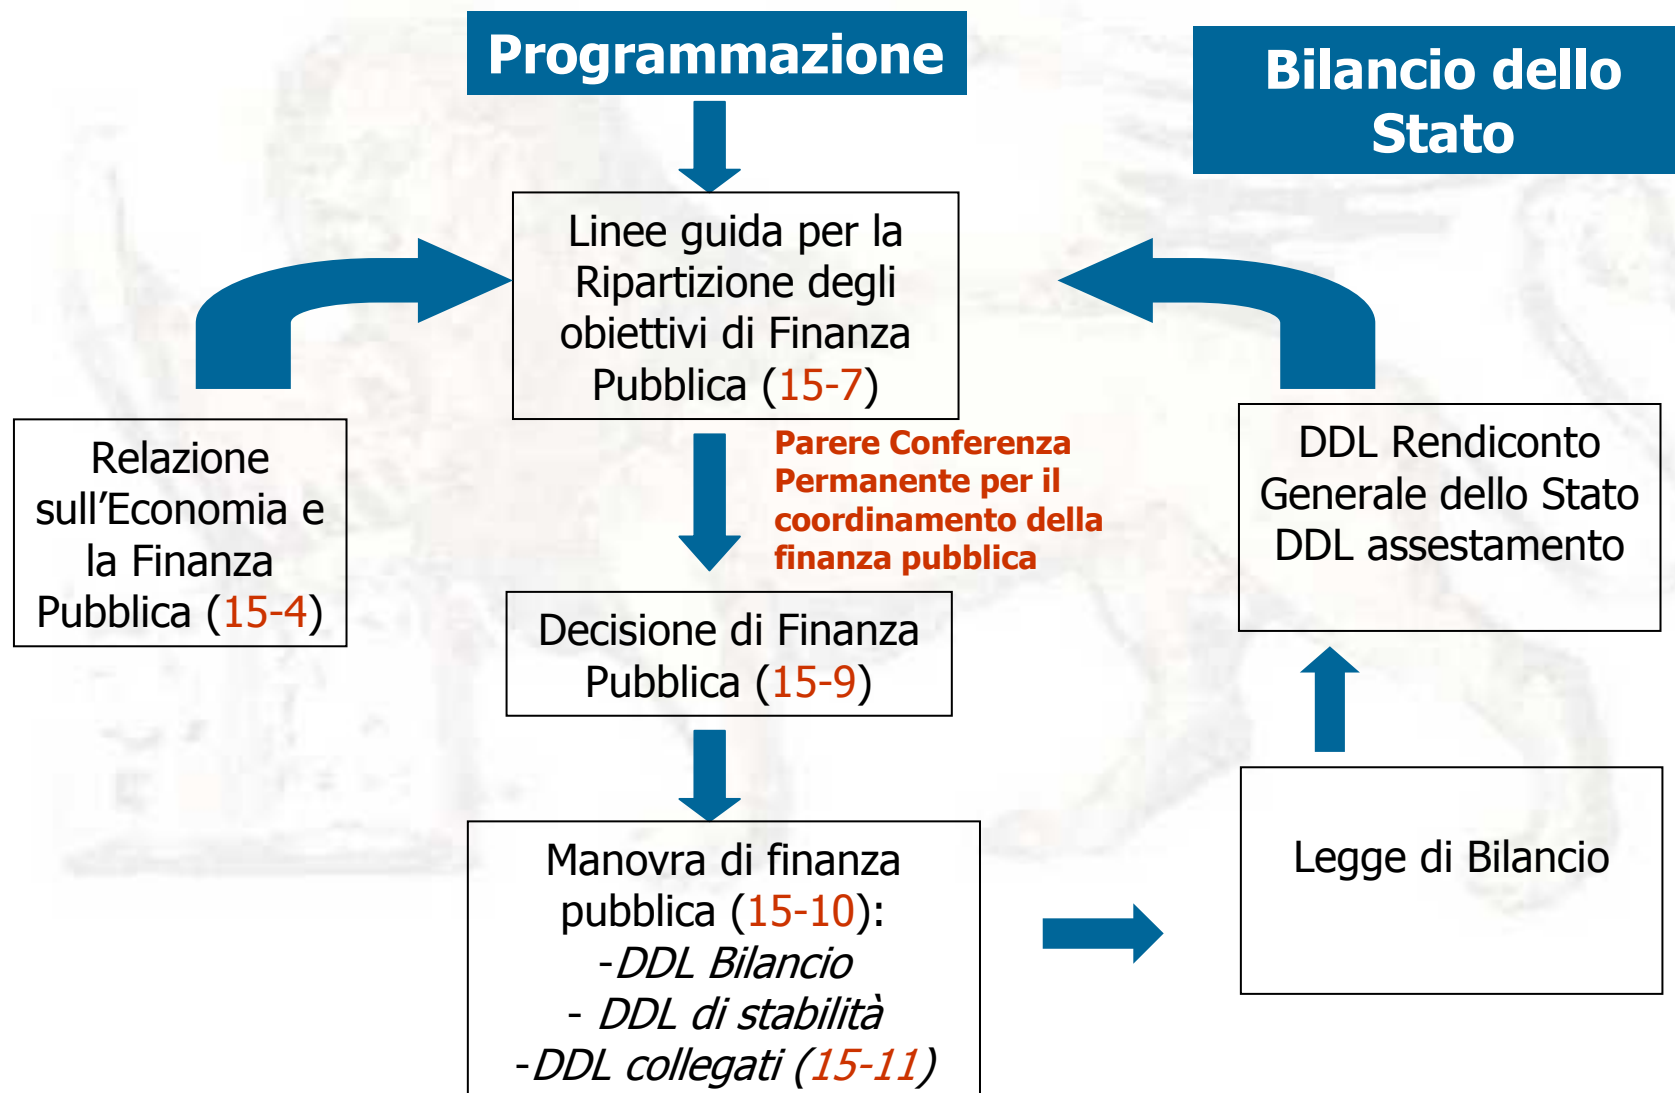 Programmazione
Bilancio dello
Stato
Linee guida per la
Ripartizione degli
obiettivi di Finanza
Pubblica (15-7)
Relazione
sull’Economia e
la Finanza
Pubblica (15-4)
Parere Conferenza
Permanente per il
coordinamento della
finanza pubblica
DDL Rendiconto
Generale dello Stato
DDL assestamento
Decisione di Finanza
Pubblica (15-9)
Manovra di finanza
pubblica (15-10):
-DDL Bilancio
- DDL di stabilità
-DDL collegati (15-11)
Legge di Bilancio